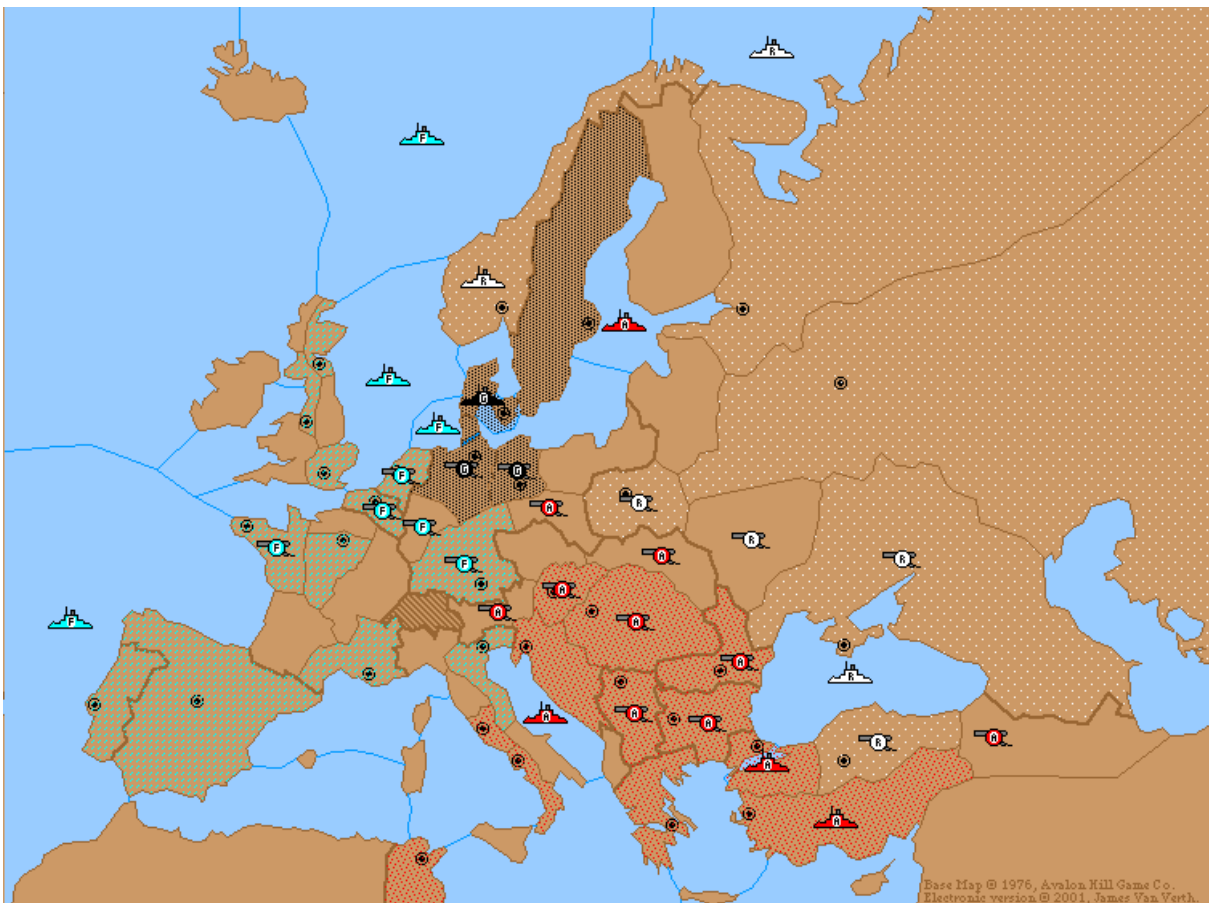 R
F
R
A
F
G
F
F G G
F A R
F
R
F A
F R
A
A
F A
A
R
A A A
R A
A
A
Base Map © 1976, Avalon Hill Game Co.
Electronic version © 2001, James Van Verth.